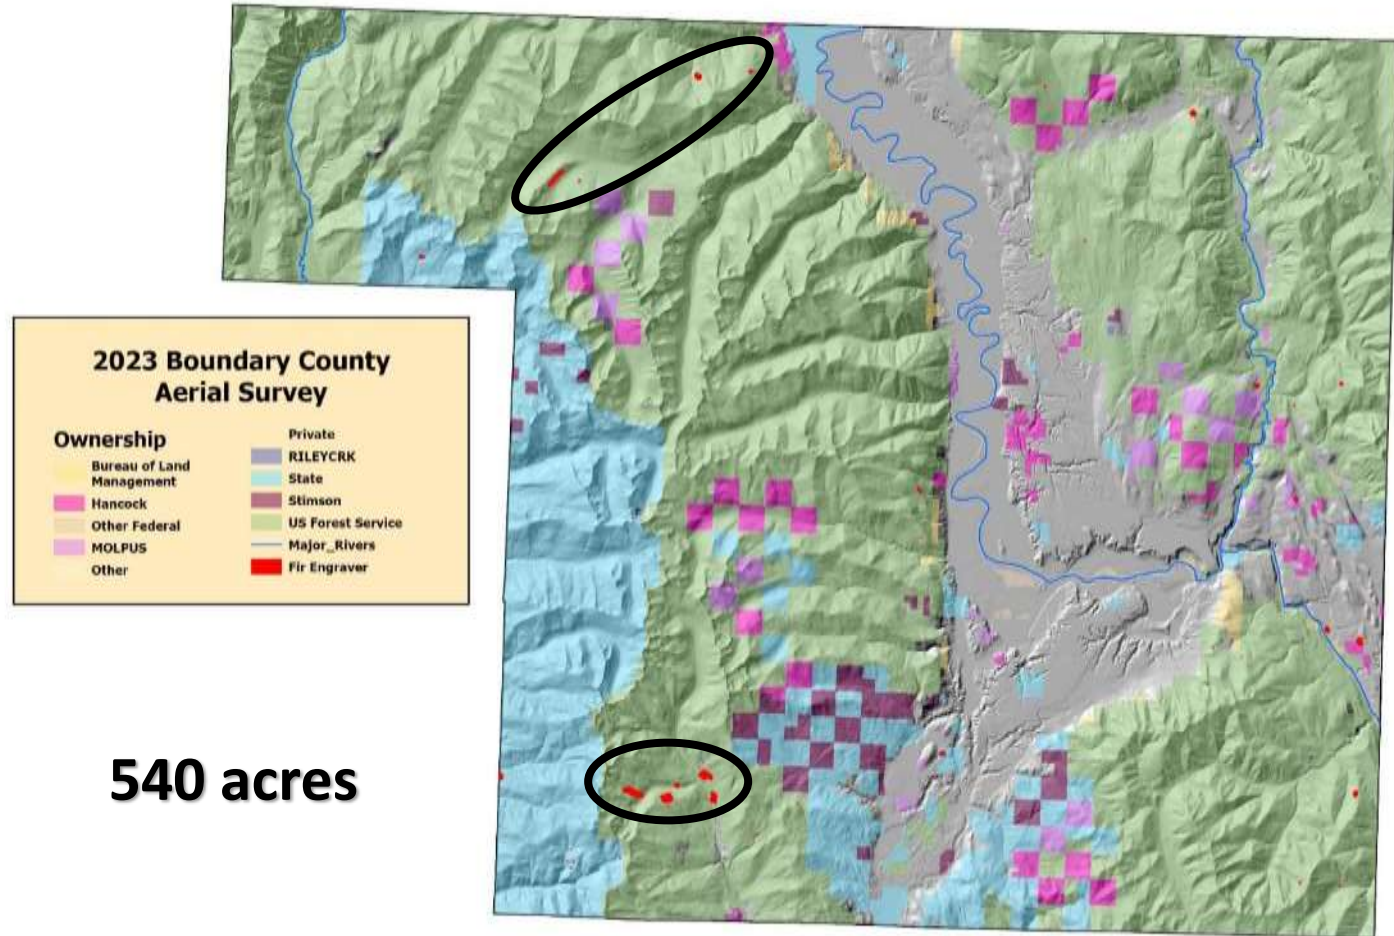 2023 Boundary County
Aerial Survey
Ownership
Bureau of Land
Management
Hancock
Other Federal
MOLPUS
Other
Private
RILEYCRK
State
Stimson
US Forest Service
Major_Rivers
Fir Engraver
540 acres